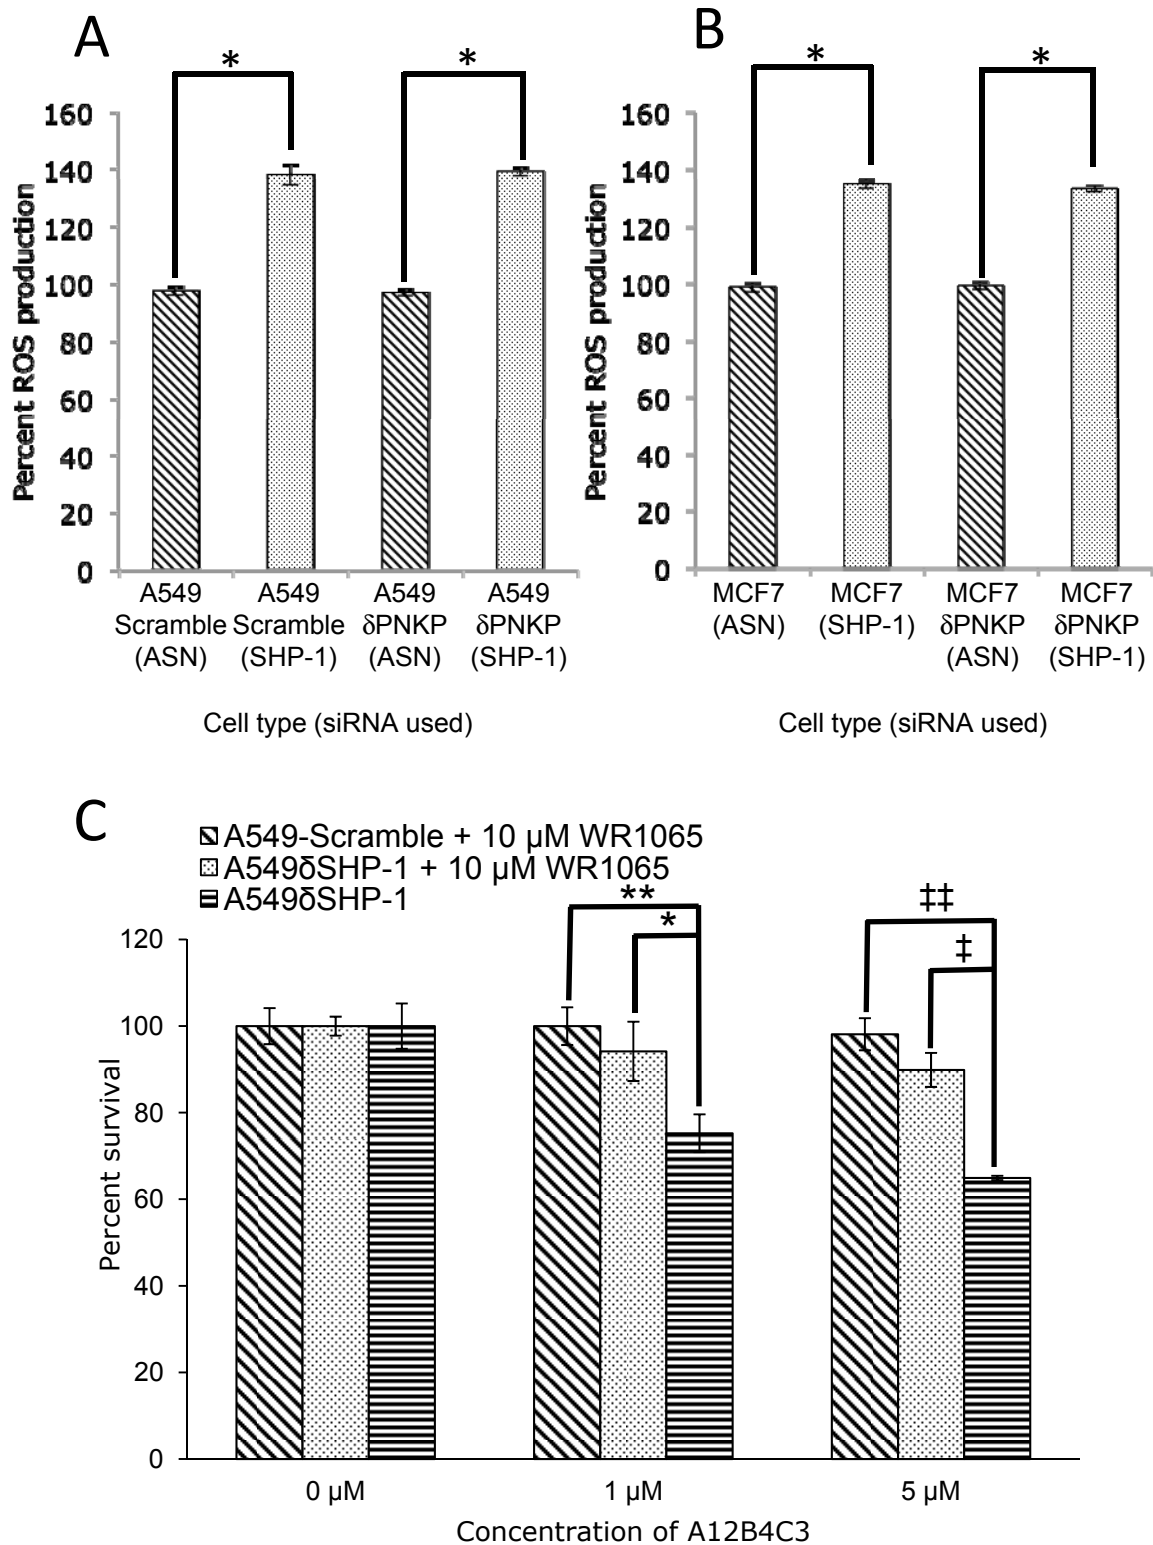 A
*
*
160
140
120
100
80
60
40
20
0
Percent ROS production
A549 Scramble (ASN)
A549 Scramble (SHP-1)
A549 δPNKP (ASN)
A549 δPNKP (SHP-1)
Cell type (siRNA used)
B
*
*
160
140
120
100
80
60
40
20
0
Percent ROS production
MCF7 (ASN)
MCF7 (SHP-1)
MCF7 δPNKP (ASN)
MCF7 δPNKP (SHP-1)
Cell type (siRNA used)
C
A549-Scramble + 10 µM WR1065
A549δSHP-1 + 10 µM WR1065
A549δSHP-1
**
*
‡‡
‡
120
100
80
60
40
20
0
Percent survival
0 µM
1 µM
5 µM
Concentration of A12B4C3